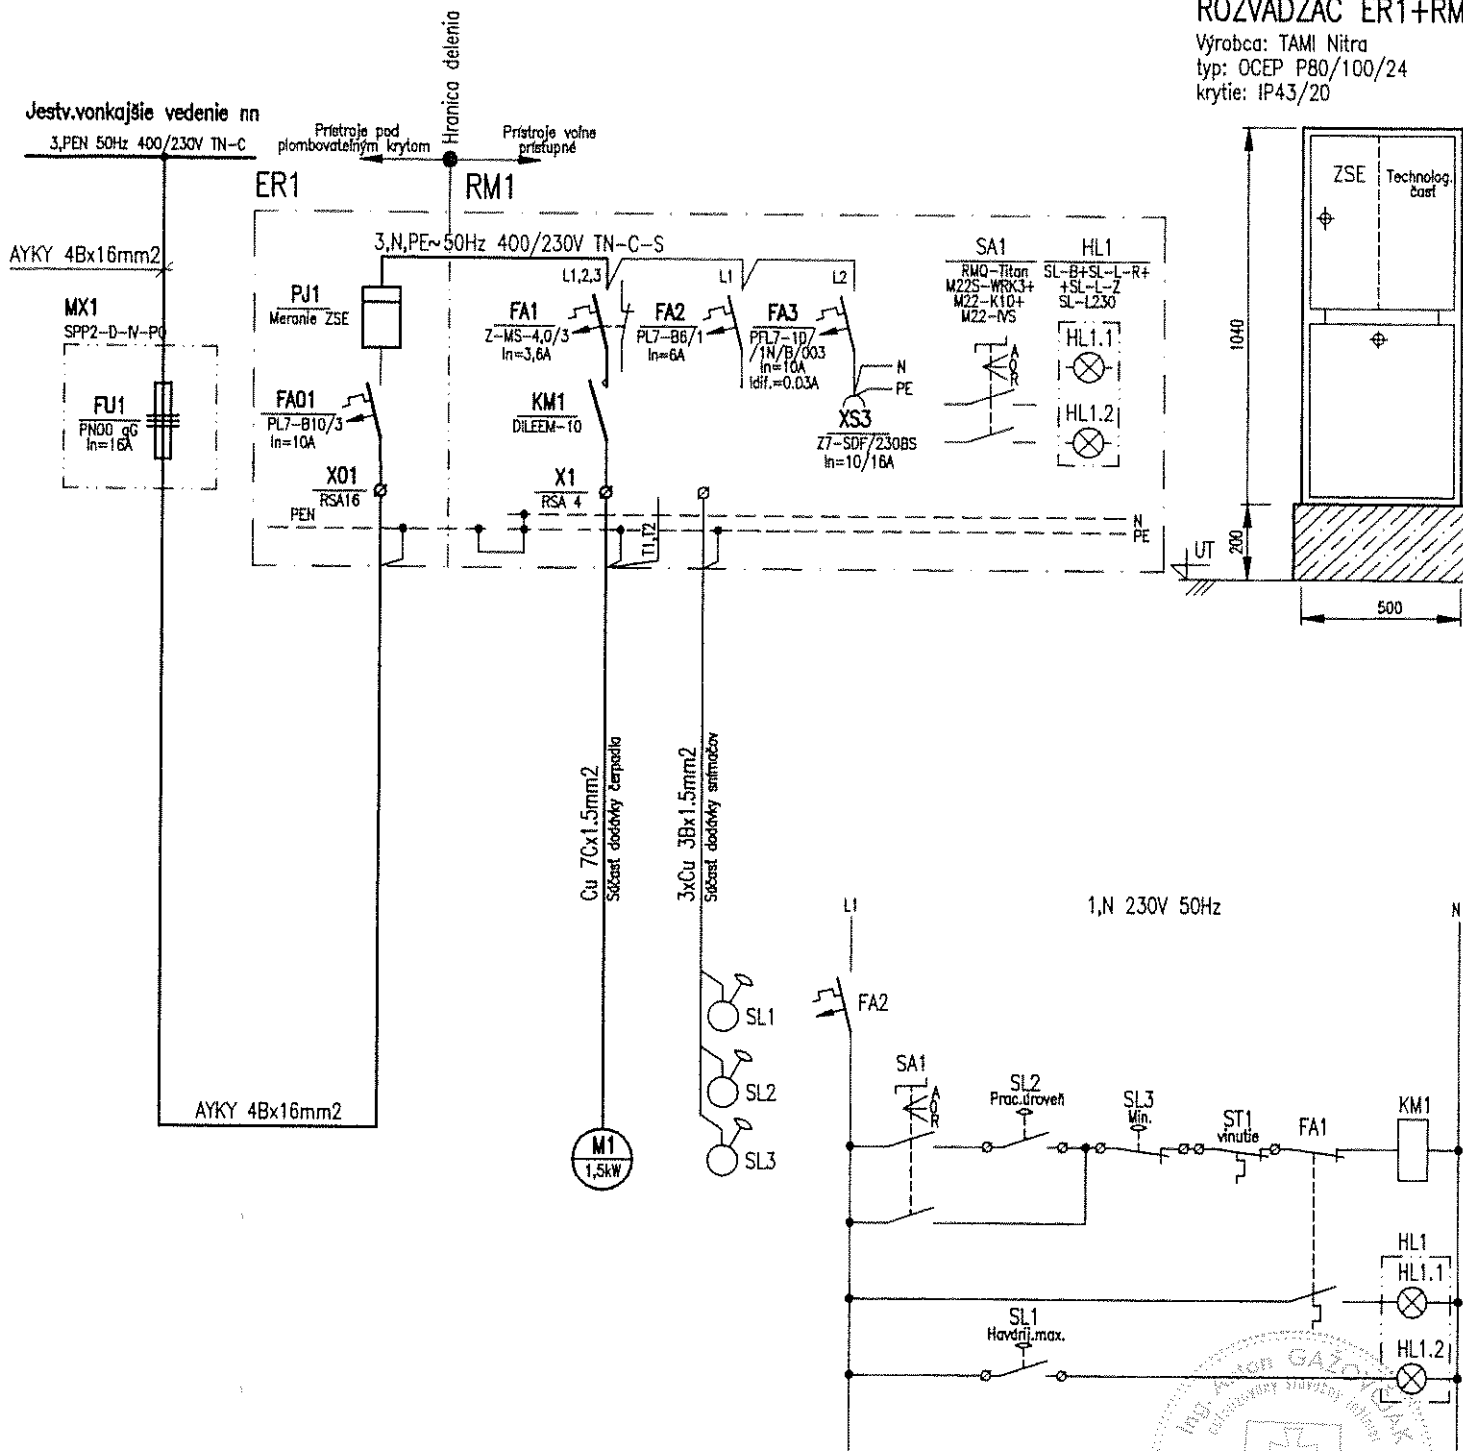 ROZVÁDZAČ ER1+RM
Výrobca: TAMI Nitra
typ: OCEP P80/100/24
krytie: IP43/20
Hranica delenia
Jestv.vonkajšie vedenie nn
3,PEN 50Hz 400/230V TN-C
Prístroje pod
plombovateľným krytom
Prístroje voľne
prístupné
ER1
RM1
AYKY 4Bx16mm2
MX1
SPP2-D-IV-PO
FU1
PN00 gG
In=16A
3,N,PE~50Hz 400/230V TN-C-S
PJ1
Meranie ZSE
FA01
PL7-B10/3
In=10A
X01
RSA16
PEN
L1,2,3
FA1
Z-MS-4,0/3
In=3,6A
KM1
DILEEM-10
X1
RSA 4
T1,T2
L1
FA2
PL7-B6/1
In=6A
L2
FA3
PFL7-10/
/1N/B/003
In=10A
Idif.=0.03A
N
PE
XS3
Z7-SDF/230BS
In=10/16A
SA1
RMQ-Titan
M22S-WRK3+
M22-K10+
M22-IVS
A
0
R
HL1
SL-B+SL-L-R+
+SL-L-Z
SL-L230
HL1.1
HL1.2
N
PE
ZSE
Technolog.
časť
1040
200
UT
500
Cu 7Cx1.5mm2
Súčasť dodávky čerpadla
3xCu 3Bx1.5mm2
Súčasť dodávky snímačov
AYKY 4Bx16mm2
M1
1,5kW
SL1
SL2
SL3
L1
1,N 230V 50Hz
N
FA2
SA1
A
0
R
SL2
Prac.úroveň
SL3
Min.
ST1
vinutie
FA1
KM1
HL1
HL1.1
SL1
Havárij.max.
HL1.2
Ing.